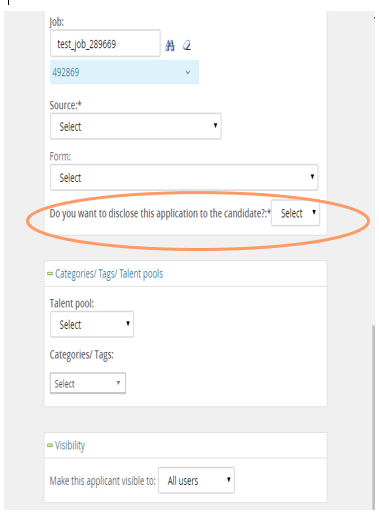 Job:
test_job_289669
492869
Source:*
Select
Form:
Select
Do you want to disclose this application to the candidate?:* Select
Categories/ Tags/ Talent pools
Talent pool:
Select
Categories/ Tags:
Select
Visibility
Make this applicant visible to: All users